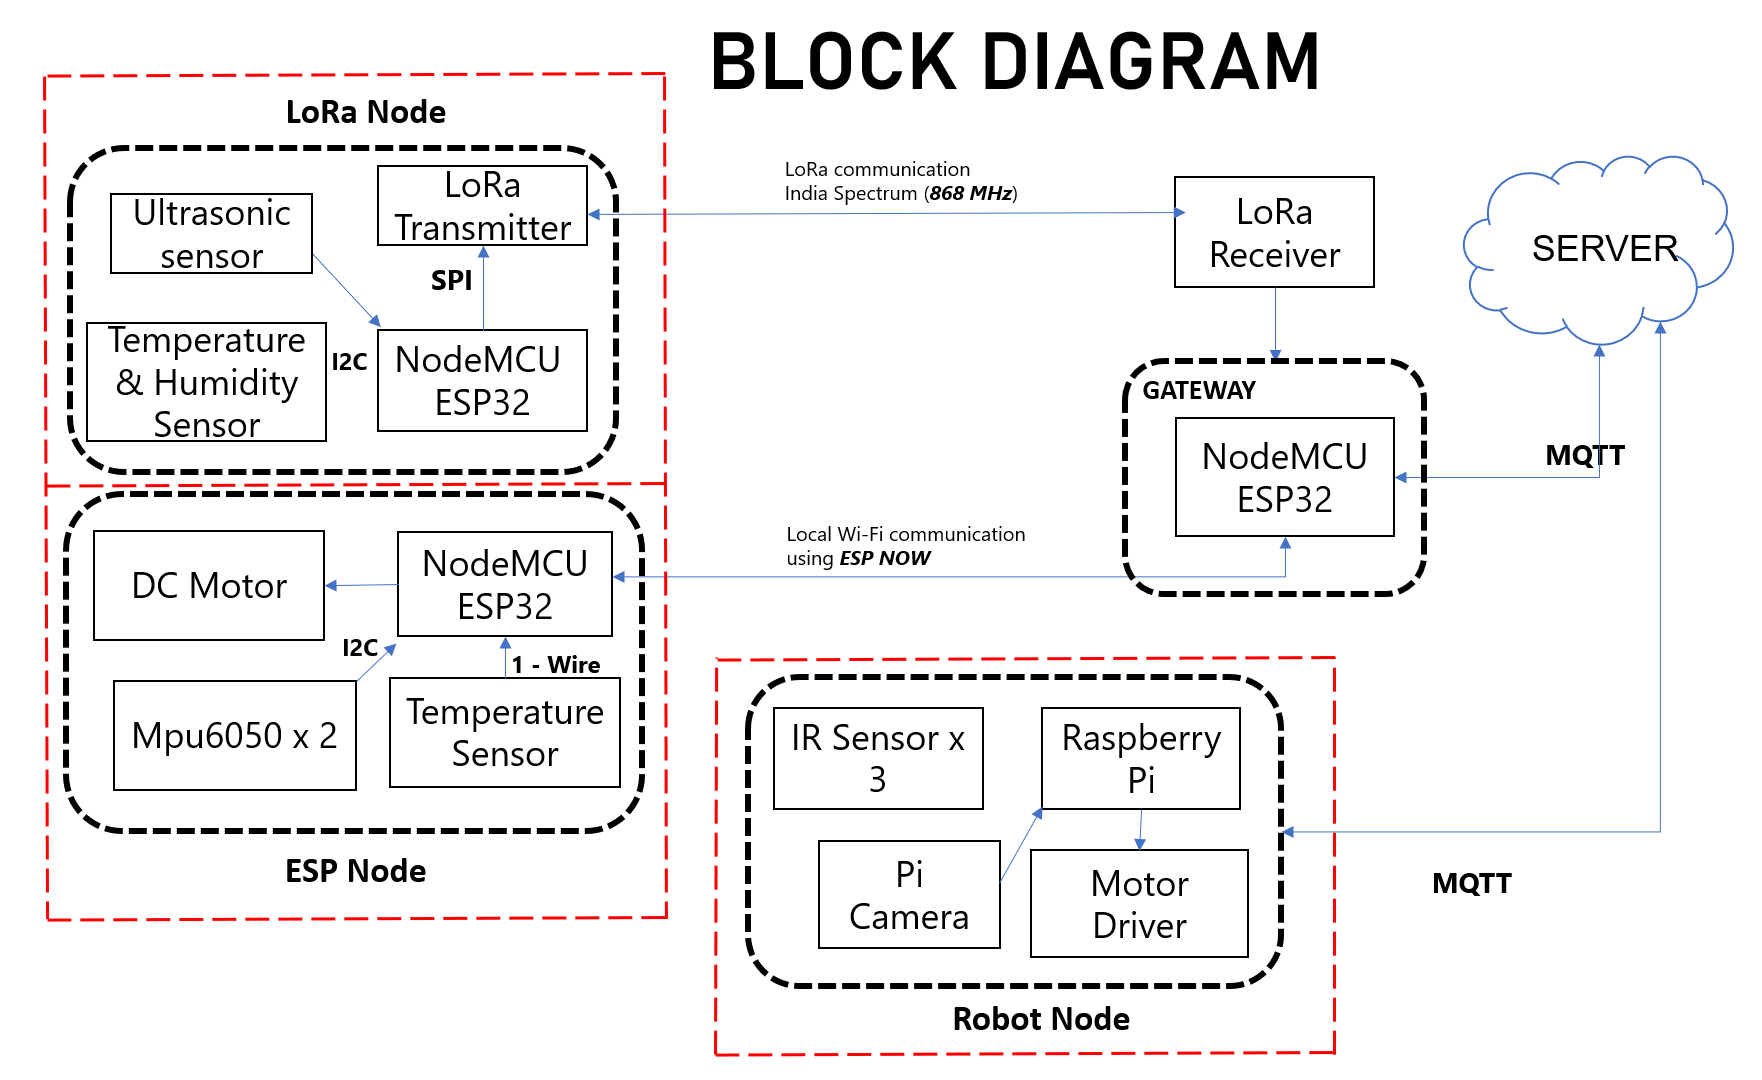 BLOCK DIAGRAM
LoRa Node
Ultrasonic
sensor
LoRa
Transmitter
SPI
Temperature
& Humidity
Sensor
I2C
NodeMCU
ESP32
LoRa communication
India Spectrum (868 MHz)
LoRa
Receiver
SERVER
GATEWAY
NodeMCU
ESP32
MQTT
DC Motor
NodeMCU
ESP32
Local Wi-Fi communication
using ESP NOW
I2C
1 - Wire
Mpu6050 x 2
Temperature
Sensor
ESP Node
IR Sensor x
3
Raspberry
Pi
Pi
Camera
Motor
Driver
MQTT
Robot Node